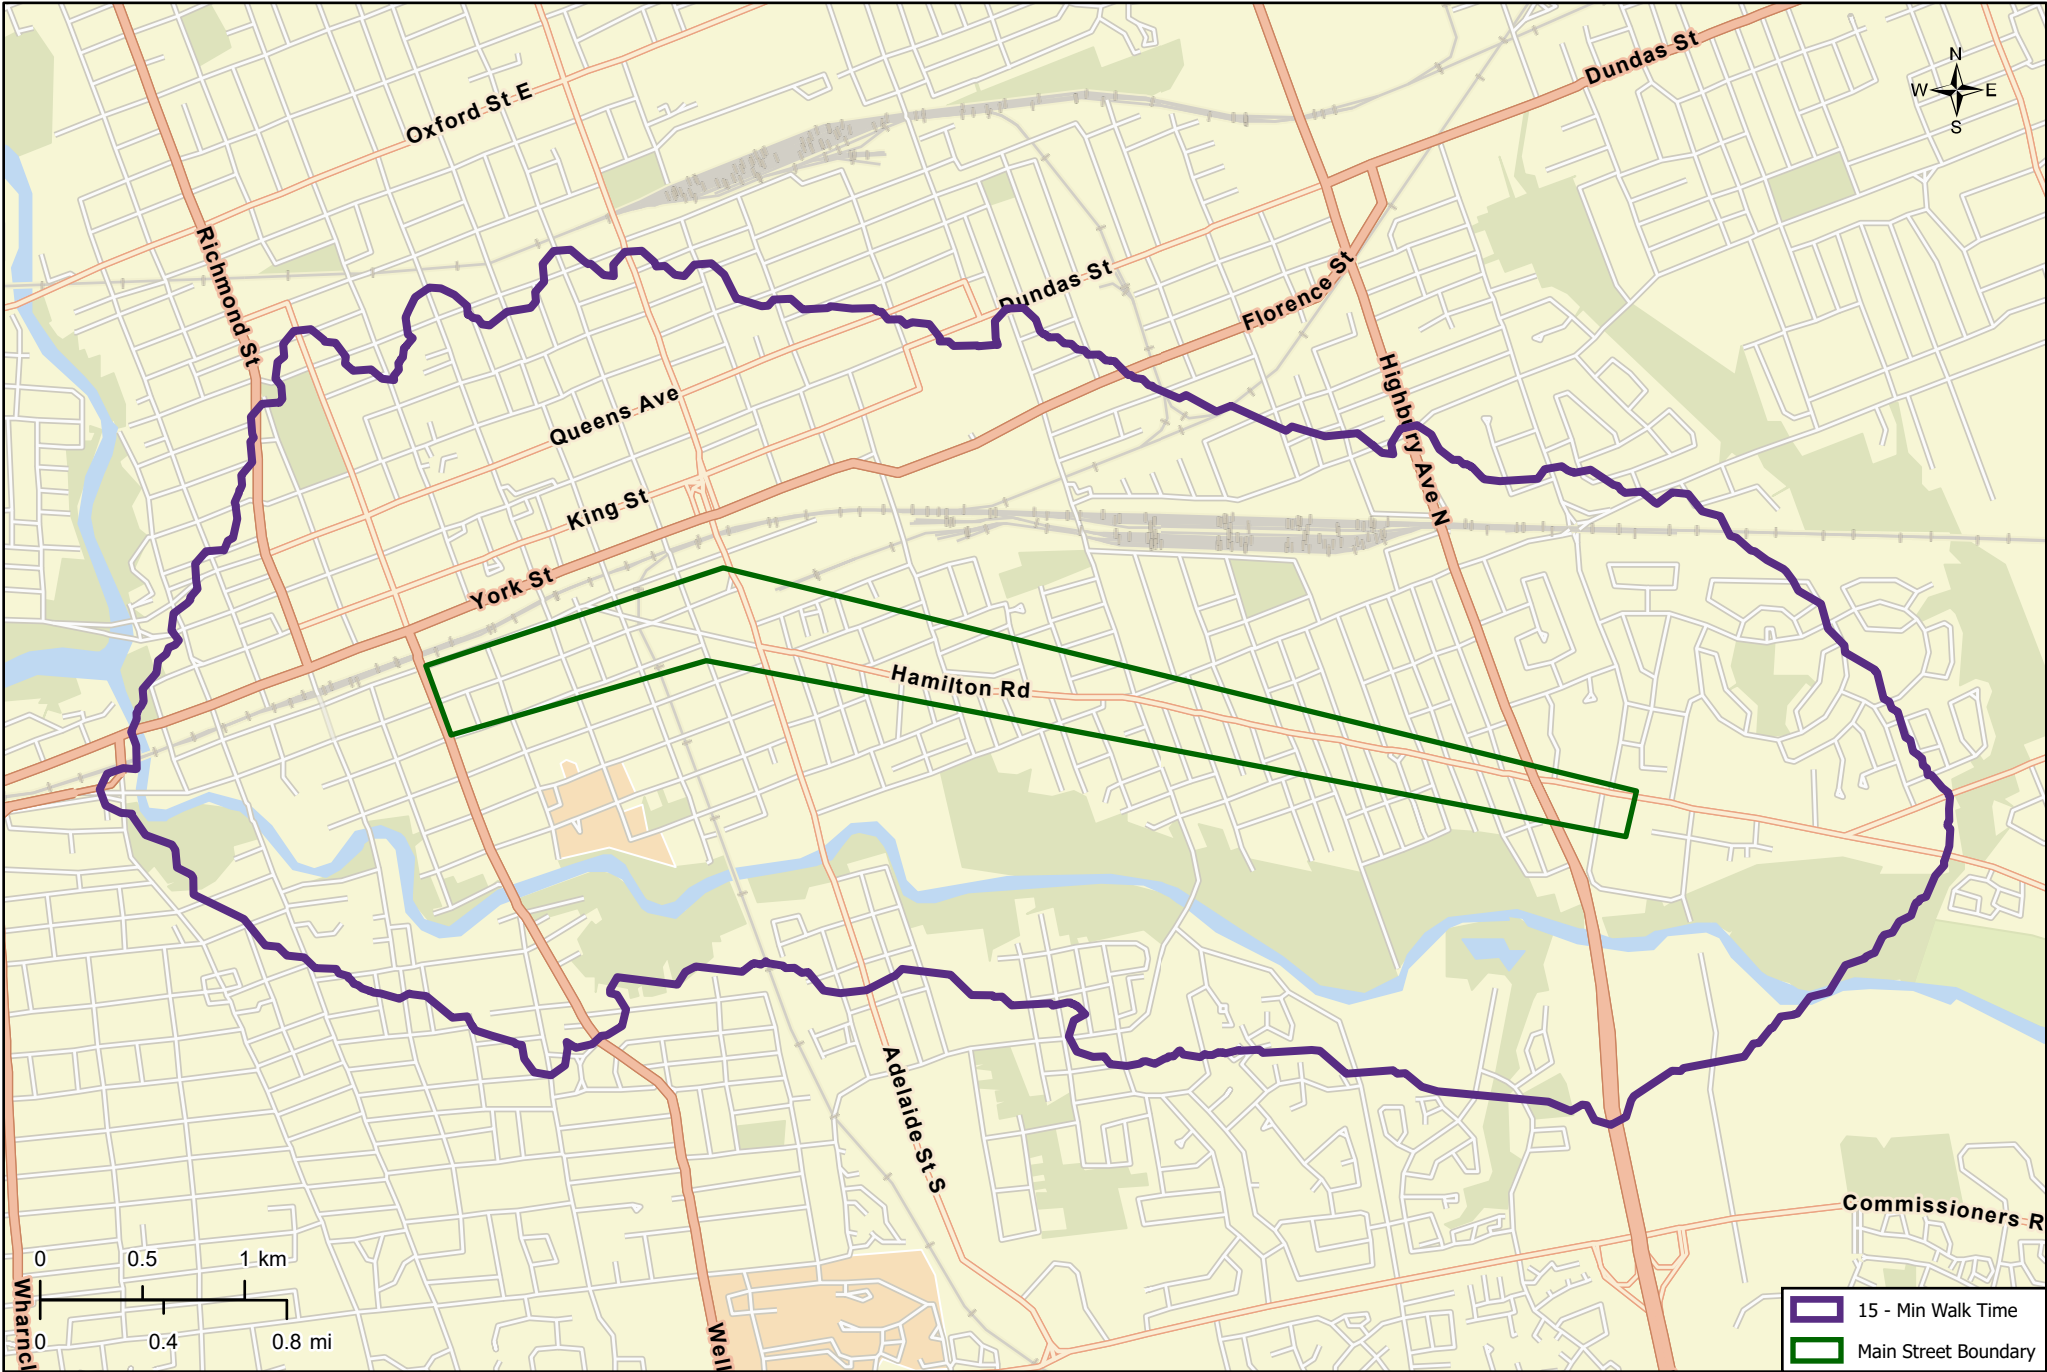 Dundas St
N
W E
S
Oxford St E
Richmond St
Dundas St
Florence St
Highbury Ave N
Queens Ave
King St
York St
Hamilton Rd
Adelaide St S
Commissioners R
Wharncl
Well
0 0.5 1 km
0 0.4 0.8 mi
15 - Min Walk Time
Main Street Boundary